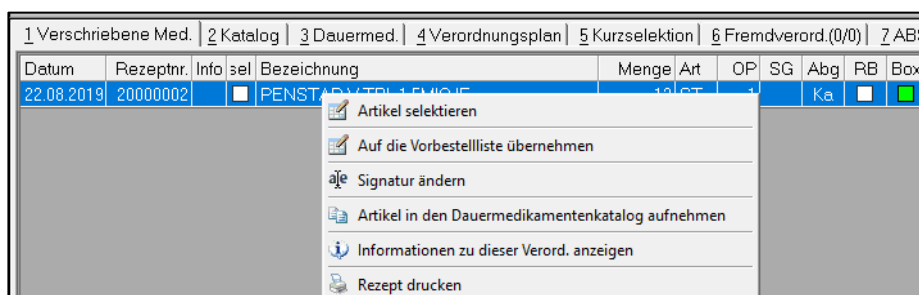 1 Verschriebene Med. 2 Katalog 3 Dauermed. 4 Verordnungsplan 5 Kurzselektion 6 Fremdverord.(0/0) 7 ABS
Datum Rezeptnr. Info sel Bezeichnung Menge Art OP SG Abg RB Box
22.08.2019 20000002 Ka
Artikel selektieren
Auf die Vorbestellliste übernehmen
Signatur ändern
Artikel in den Dauermedikamentenkatalog aufnehmen
Informationen zu dieser Verord. anzeigen
Rezept drucken